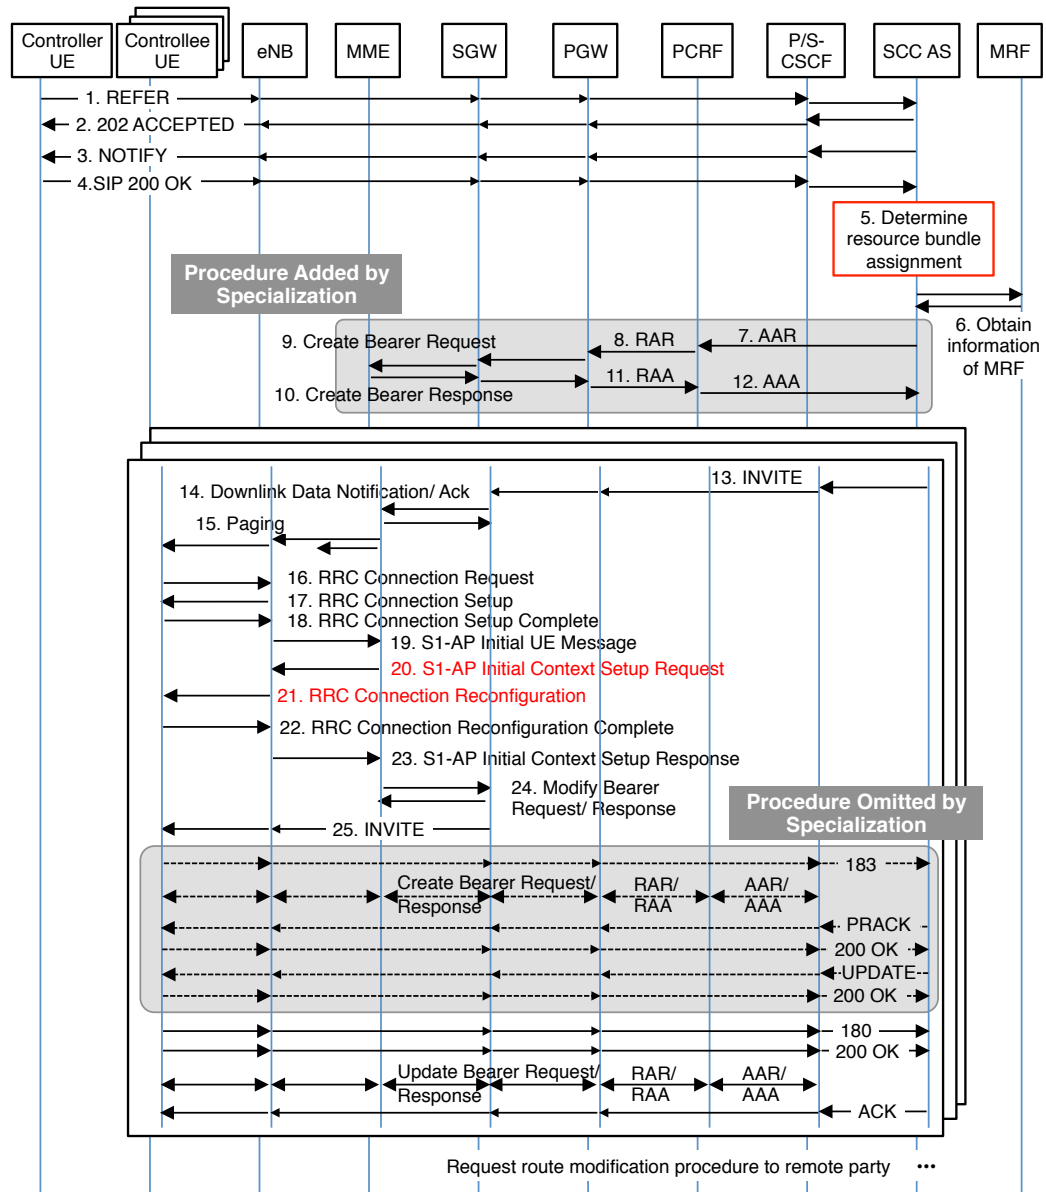 Controller
UE
Controllee
UE
eNB
MME
SGW
PGW
PCRF
P/S-
CSCF
SCC AS
MRF
1. REFER
2. 202 ACCEPTED
3. NOTIFY
4.SIP 200 OK
5. Determine
resource bundle
assignment
Procedure Added by
Specialization
6. Obtain
information
of MRF
7. AAR
8. RAR
9. Create Bearer Request
10. Create Bearer Response
11. RAA
12. AAA
13. INVITE
14. Downlink Data Notification/ Ack
15. Paging
16. RRC Connection Request
17. RRC Connection Setup
18. RRC Connection Setup Complete
19. S1-AP Initial UE Message
20. S1-AP Initial Context Setup Request
21. RRC Connection Reconfiguration
22. RRC Connection Reconfiguration Complete
23. S1-AP Initial Context Setup Response
24. Modify Bearer
Request/ Response
25. INVITE
Procedure Omitted by
Specialization
183
Create Bearer Request/
Response
RAR/
RAA
AAR/
AAA
PRACK
200 OK
UPDATE
200 OK
180
200 OK
Update Bearer Request/
Response
RAR/
RAA
AAR/
AAA
ACK
Request route modification procedure to remote party ···